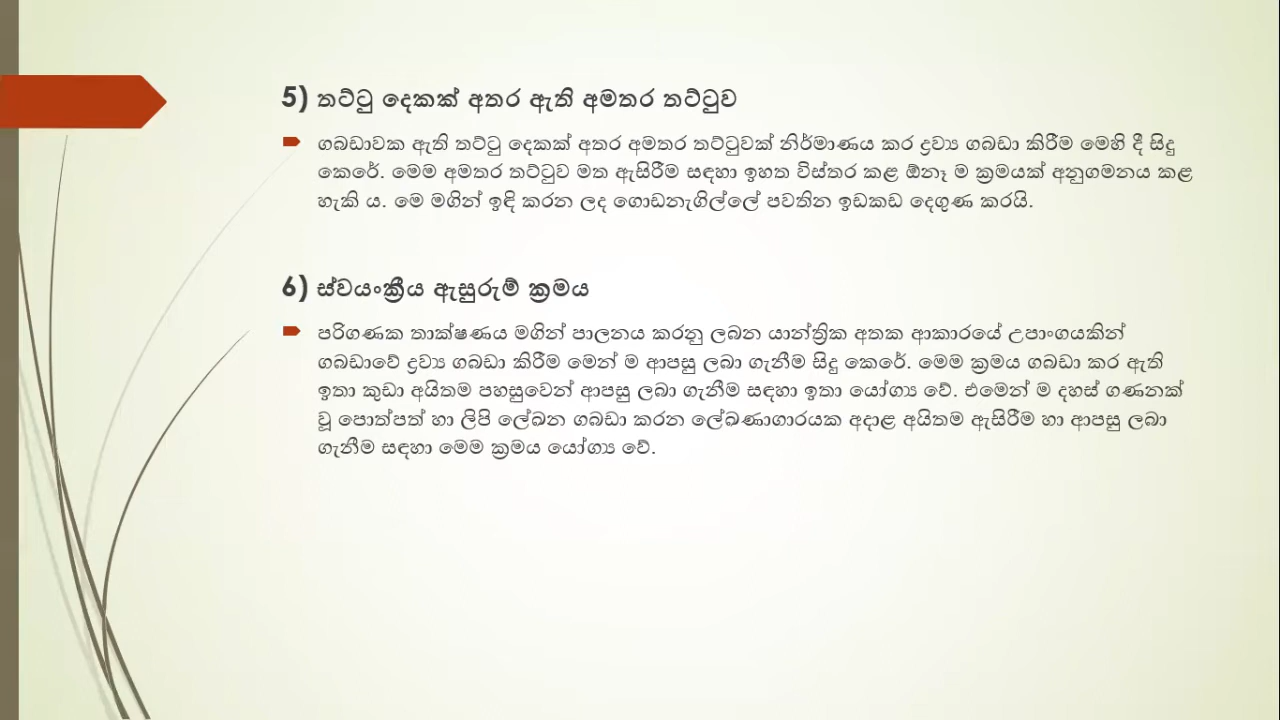 5) තට්ටු දෙකක් අතර ඇති අමතර තට්ටුව
ගබඩාවක ඇති තට්ටු දෙකක් අතර අමතර තට්ටුවක් නිර්මාණය කර ද්‍රව්‍ය ගබඩා කිරීම මෙහි දී සිදු
කෙරේ. මෙම අමතර තට්ටුව මත ඇසිරීම සඳහා ඉහත විස්තර කළ ඕනෑ ම ක්‍රමයක් අනුගමනය කළ
හැකි ය. මෙ මගින් ඉඳි කරන ලද ගොඩනැගිල්ලේ පවතින ඉඩකඩ දෙගුණ කරයි.
6) ස්වයංක්‍රීය ඇසුරුම් ක්‍රමය
පරිගණක තාක්ෂණය මගින් පාලනය කරනු ලබන යාන්ත්‍රික අතක ආකාරයේ උපාංගයකින්
ගබඩාවේ ද්‍රව්‍ය ගබඩා කිරීම මෙන් ම ආපසු ලබා ගැනීම සිදු කෙරේ. මෙම ක්‍රමය ගබඩා කර ඇති
ඉතා කුඩා අයිතම පහසුවෙන් ආපසු ලබා ගැනීම සඳහා ඉතා යෝග්‍ය වේ. එමෙන් ම දහස් ගණනක්
වූ පොත්පත් හා ලිපි ලේඛන ගබඩා කරන ලේඛණාගාරයක අදාළ අයිතම ඇසිරීම හා ආපසු ලබා
ගැනීම සඳහා මෙම ක්‍රමය යෝග්‍ය වේ.